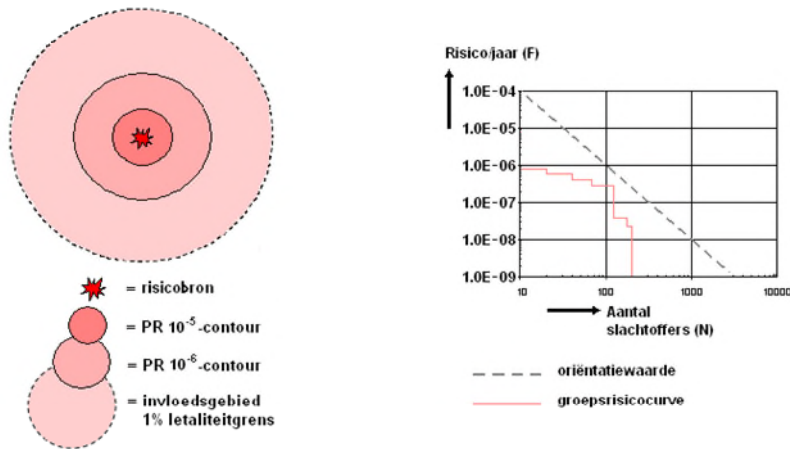 = risicobron
= PR 10⁻⁵-contour
= PR 10⁻⁶-contour
= invloedsgebied
1% letaliteitgrens
Risico/jaar (F)
1.0E-04
1.0E-05
1.0E-06
1.0E-07
1.0E-08
1.0E-09
10
100
1000
10000
Aantal
slachtoffers (N)
oriëntatiewaarde
groepsrisicocurve